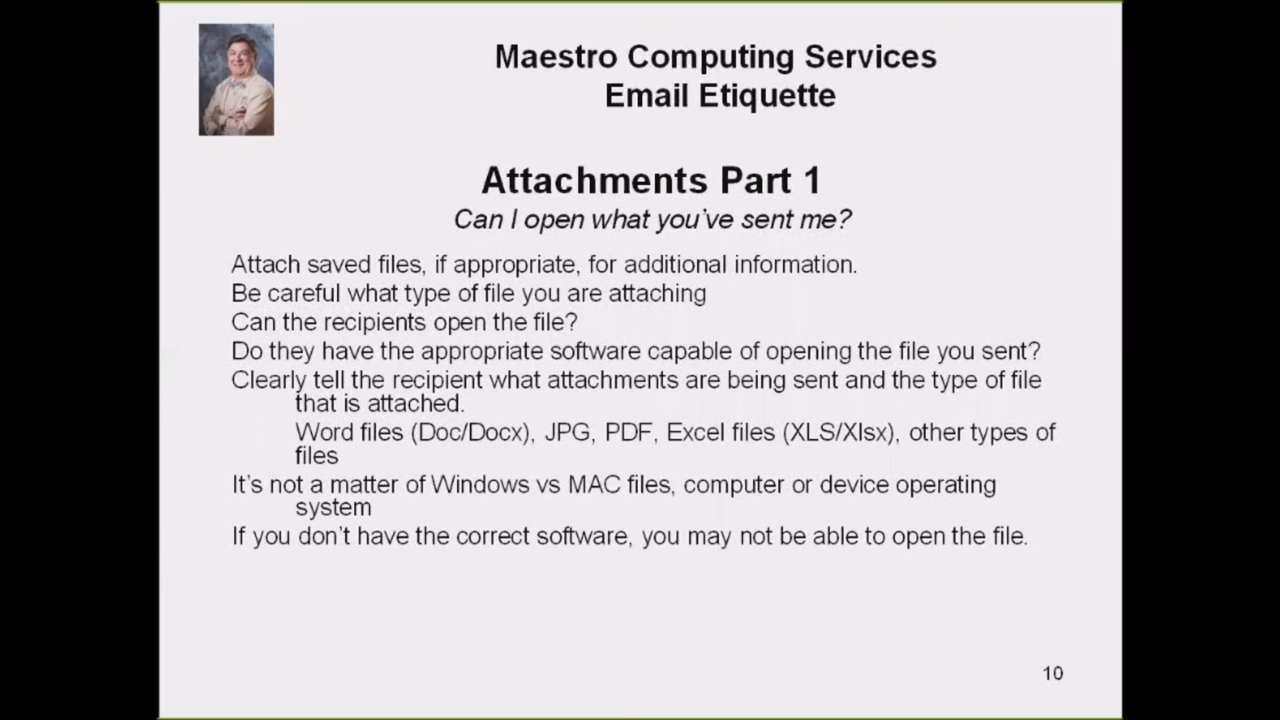 Maestro Computing Services
Email Etiquette
Attachments Part 1
Can I open what you've sent me?
Attach saved files, if appropriate, for additional information.
Be careful what type of file you are attaching
Can the recipients open the file?
Do they have the appropriate software capable of opening the file you sent?
Clearly tell the recipient what attachments are being sent and the type of file
that is attached.
Word files (Doc/Docx), JPG, PDF, Excel files (XLS/Xlsx), other types of
files
It's not a matter of Windows vs MAC files, computer or device operating
system
If you don't have the correct software, you may not be able to open the file.
10